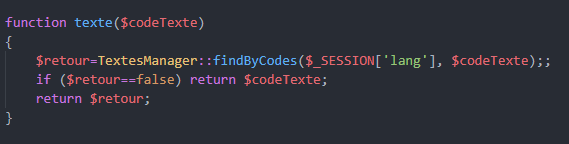 function texte($codeTexte)
{
    $retour=TextesManager::findByCodes($_SESSION['lang'], $codeTexte);;
    if ($retour==false) return $codeTexte;
    return $retour;
}